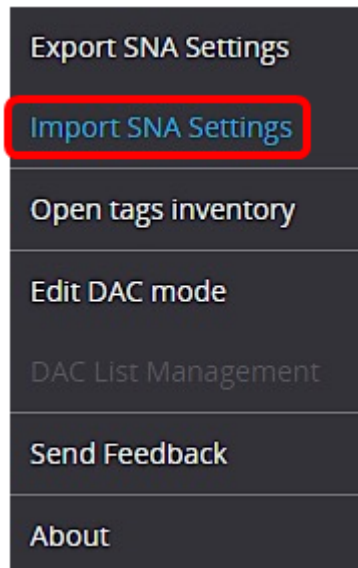 Export SNA Settings
Import SNA Settings
Open tags inventory
Edit DAC mode
DAC List Management
Send Feedback
About